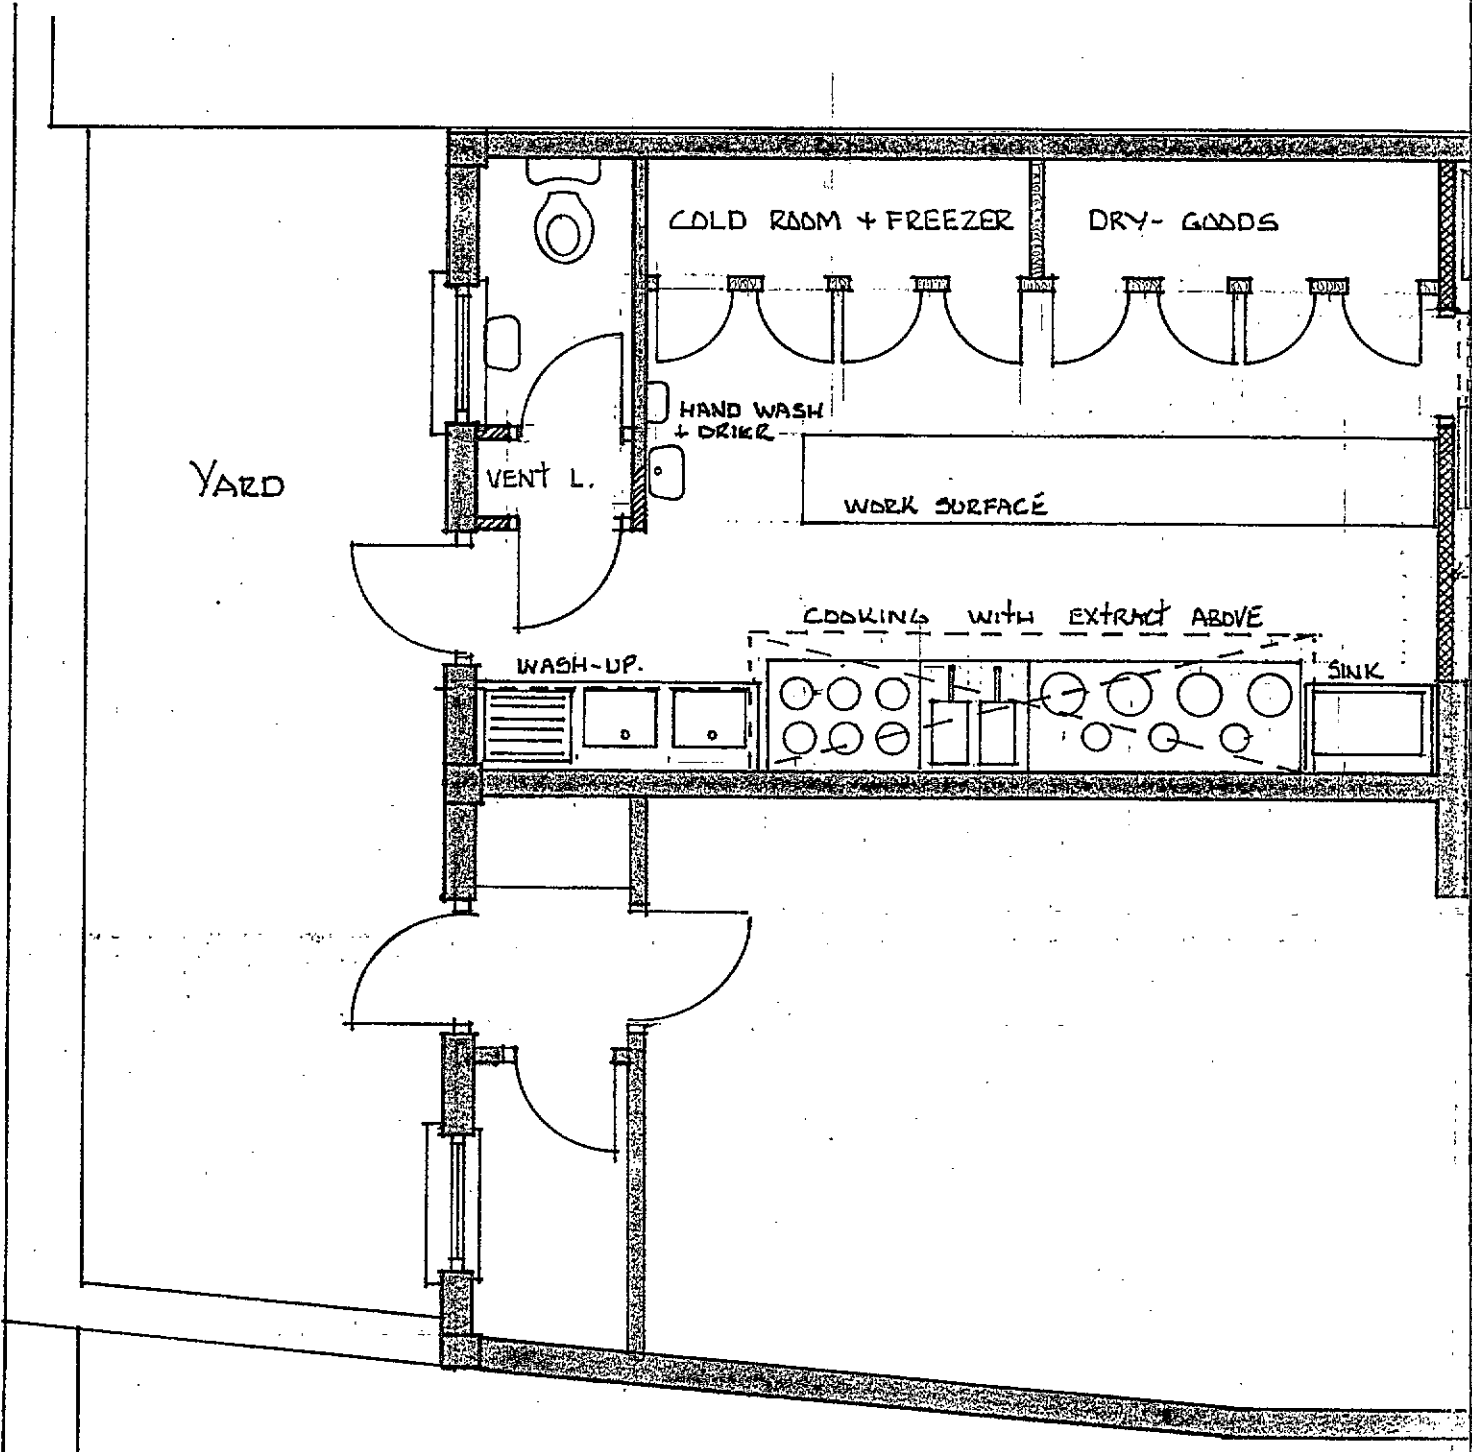 COLD ROOM + FREEZER
DRY-GOODS
HAND WASH
+ DRIER
YARD
VENT L.
WORK SURFACE
COOKING WITH EXTRACT ABOVE
WASH-UP.
SINK